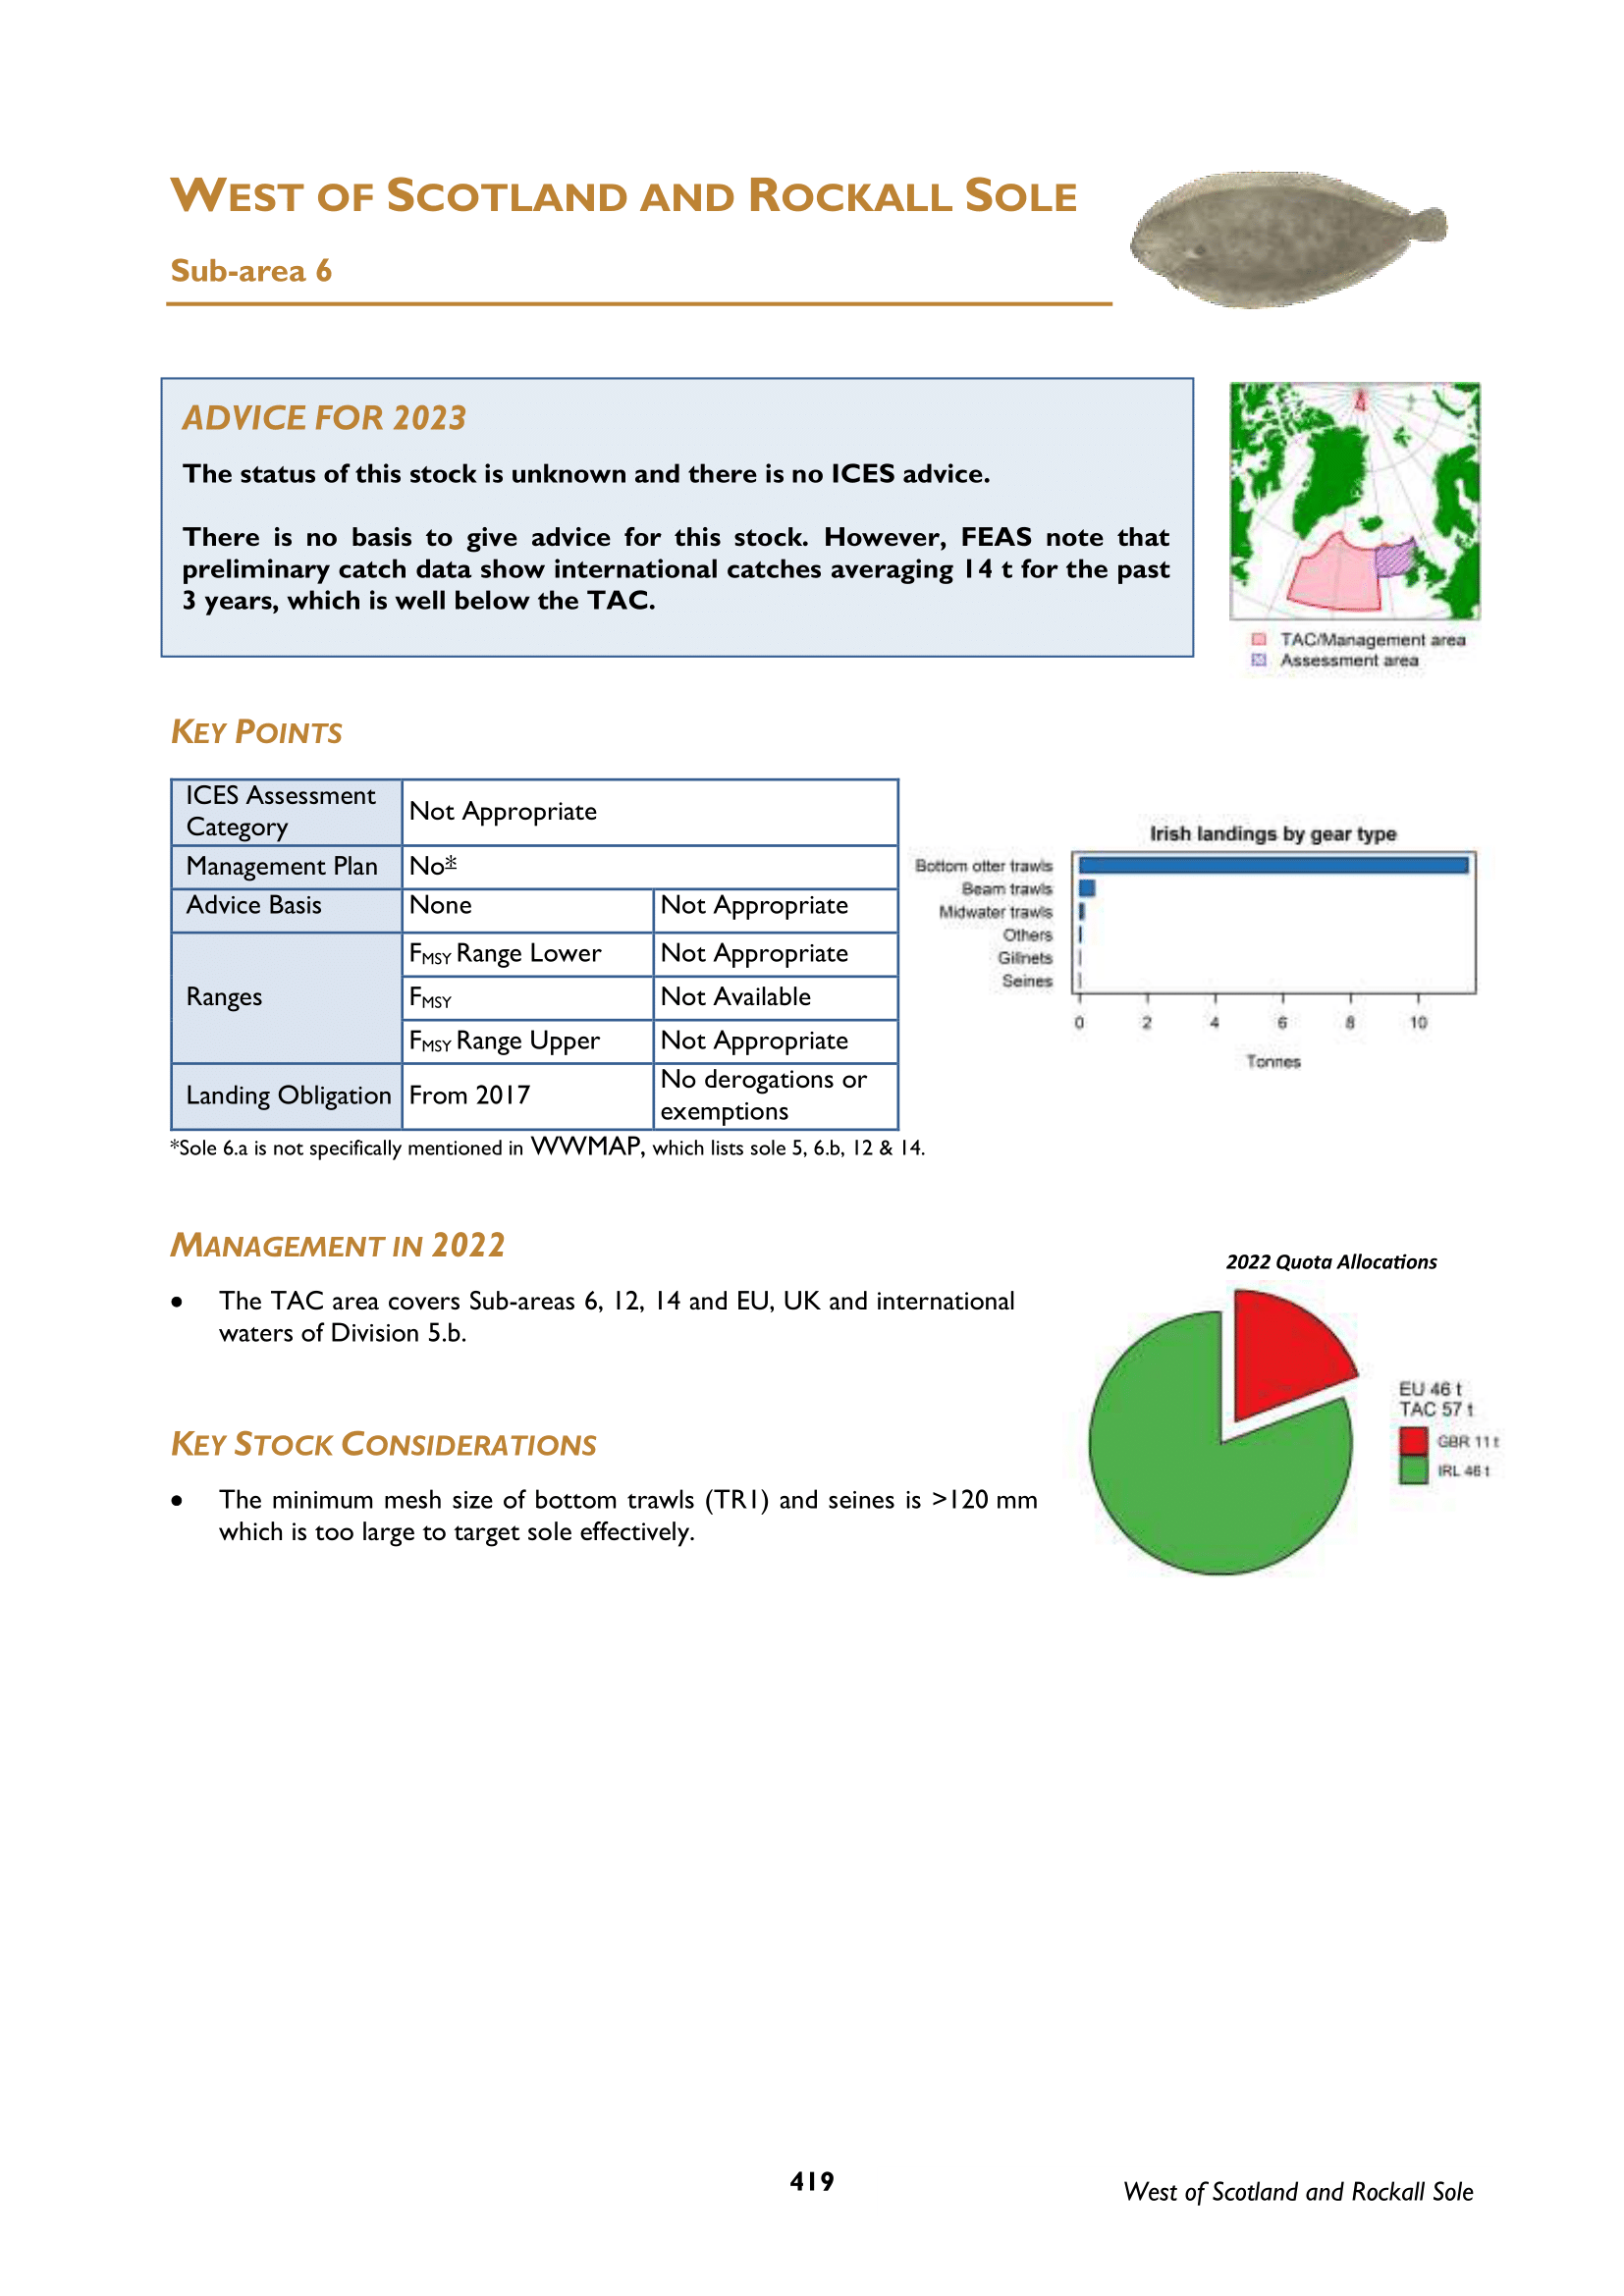 WEST OF SCOTLAND AND ROCKALL SOLE
Sub-area 6
ADVICE FOR 2023
The status of this stock is unknown and there is no ICES advice.
There is no basis to give advice for this stock. However, FEAS note that
preliminary catch data show international catches averaging 14 t for the past
3 years, which is well below the TAC.
TAC/Management area
Assessment area
KEY POINTS
ICES Assessment
Category
Not Appropriate
Management Plan
No*
Advice Basis
None
Not Appropriate
Ranges
FMSY Range Lower
Not Appropriate
FMSY
Not Available
FMSY Range Upper
Not Appropriate
Landing Obligation
From 2017
No derogations or
exemptions
*Sole 6.a is not specifically mentioned in WWMAP, which lists sole 5, 6.b, 12 & 14.
Irish landings by gear type
Bottom otter trawls
Beam trawls
Midwater trawls
Others
Gillnets
Seines
0 2 4 6 8 10
Tonnes
MANAGEMENT IN 2022
• The TAC area covers Sub-areas 6, 12, 14 and EU, UK and international
waters of Division 5.b.
2022 Quota Allocations
EU 46 t
TAC 57 t
GBR 11 t
IRL 46 t
KEY STOCK CONSIDERATIONS
• The minimum mesh size of bottom trawls (TR1) and seines is >120 mm
which is too large to target sole effectively.
419
West of Scotland and Rockall Sole